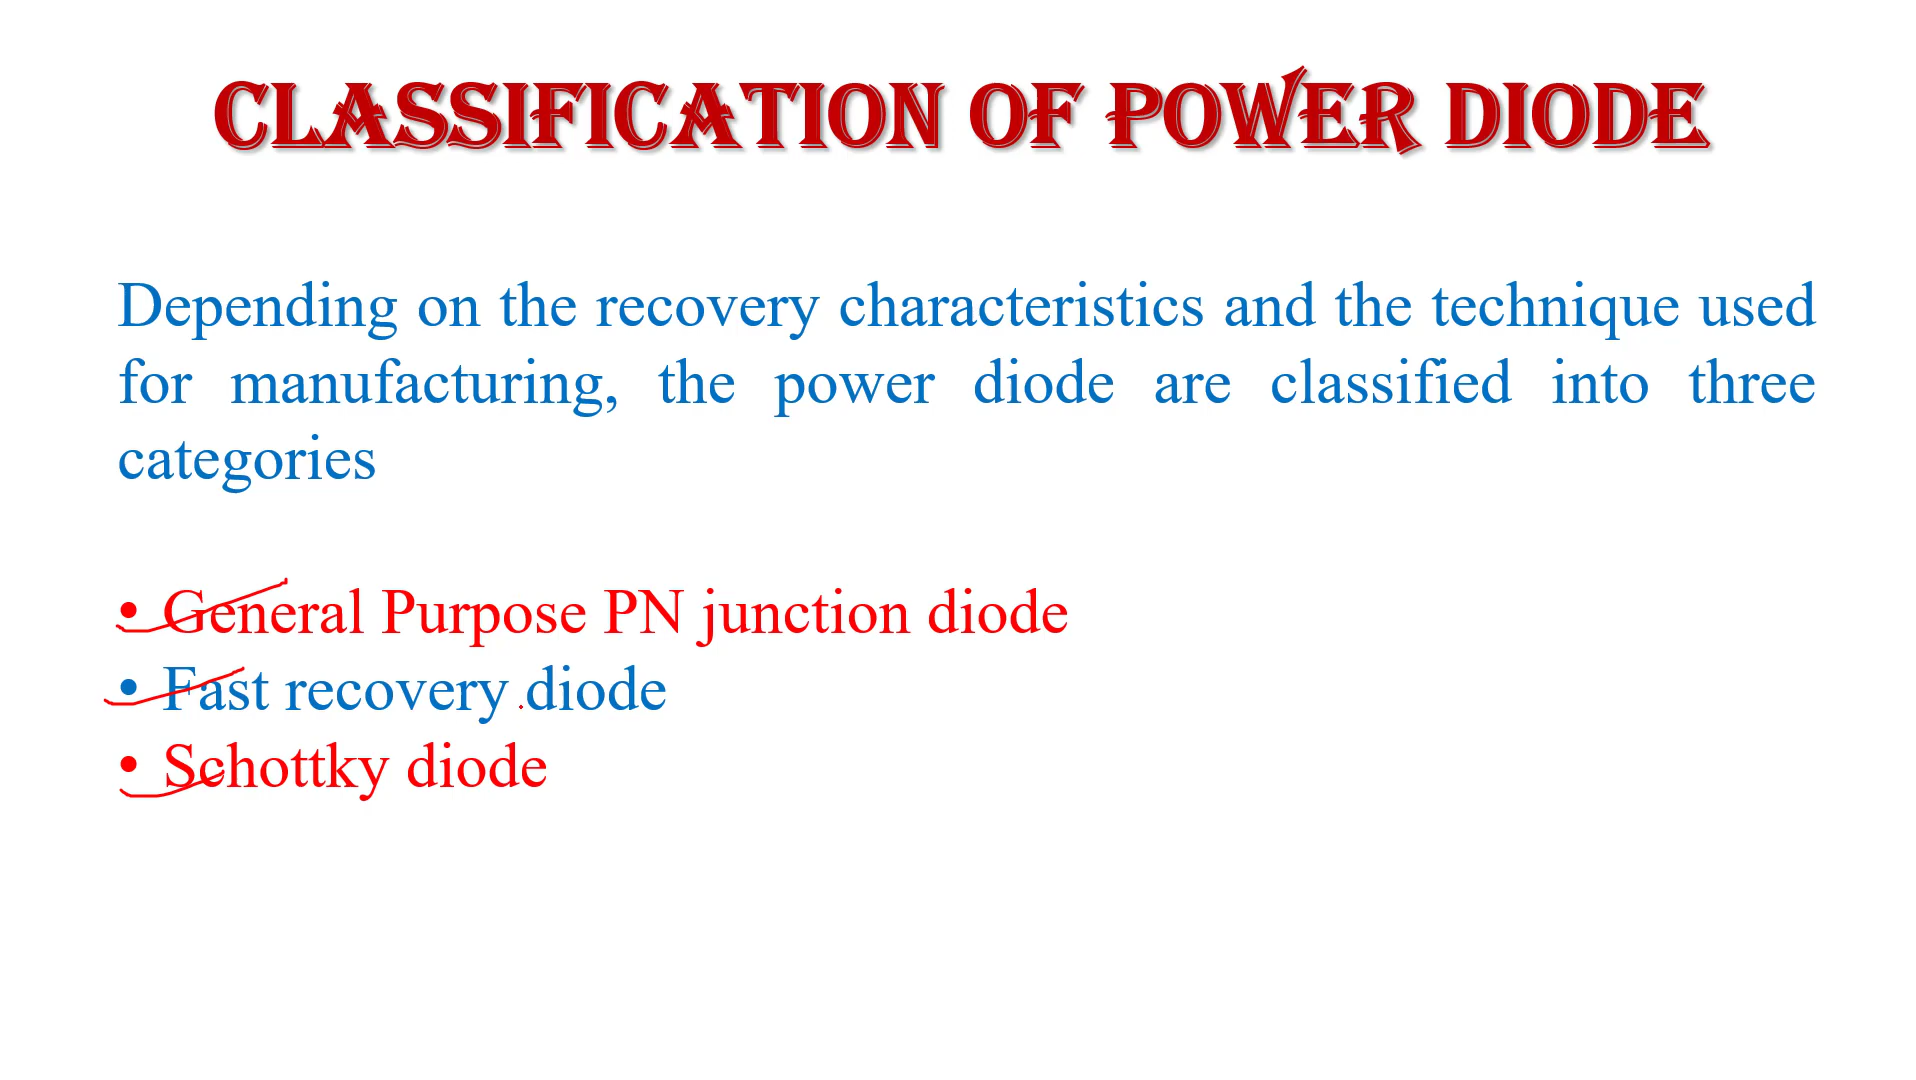 CLASSIFICATION OF POWER DIODE
Depending on the recovery characteristics and the technique used
for manufacturing, the power diode are classified into three
categories
• General Purpose PN junction diode
• Fast recovery diode
• Schottky diode